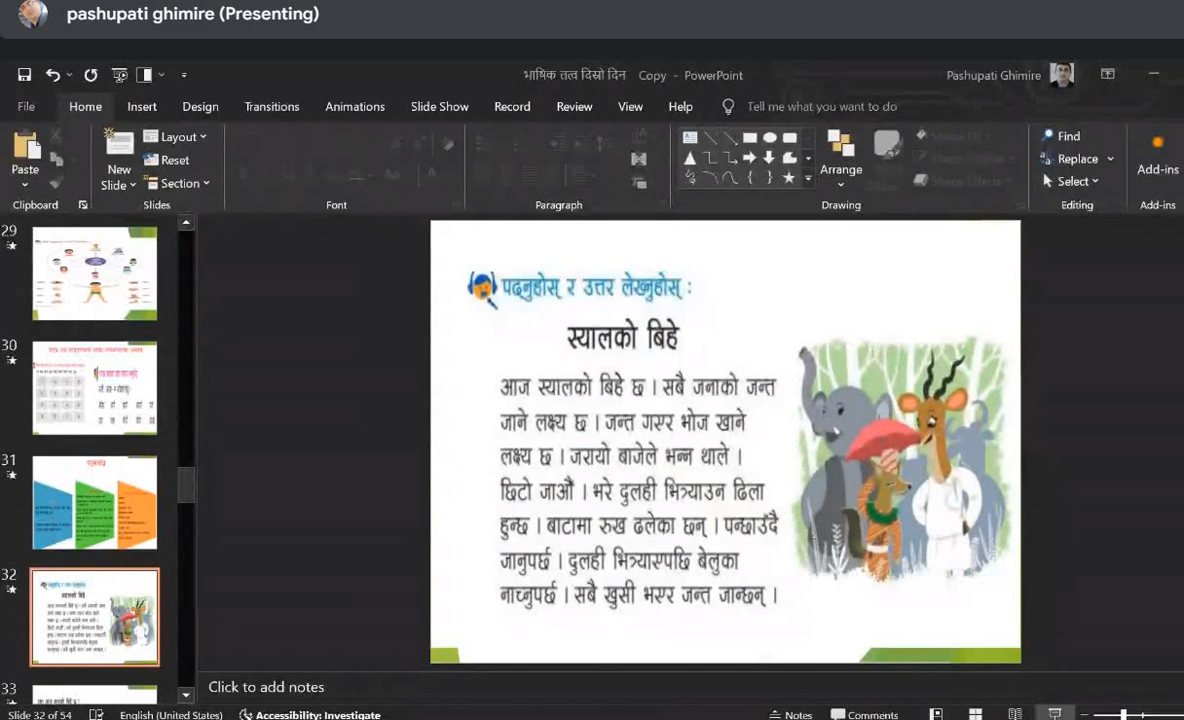 pashupati ghimire (Presenting)
भाषिक तत्व दिस्रो दिन Copy - PowerPoint
Pashupati Ghimire
File Home Insert Design Transitions Animations Slide Show Record Review View Help Tell me what you want to do
Paste
Clipboard
New
Slide
Layout
Reset
Section
Slides
Font
Paragraph
Arrange
Shape Effects
Drawing
Find
Replace
Select
Editing
Add-ins
Add-ins
29
30
31
32
33
पढ्नुहोस् र उत्तर लेख्नुहोस् :
स्यालको बिहे
आज स्यालको बिहे छ । सबै जनाको जन्त
जाने लक्ष्य छ । जन्त गएर भोज खाने
लक्ष्य छ । जरायो बाजेले भन्न थाले ।
छिटो जाऔं । भरे दुलही भित्र्याउन ढिला
हुन्छ । बाटामा रुख ढलेका छन् । पन्छाउँदै
जानुपर्छ । दुलही भित्र्याएपछि बेलुका
नाच्नुपर्छ । सबै खुसी भएर जन्त जान्छन् ।
Click to add notes
Slide 32 of 54 English (United States) Accessibility: Investigate Notes Comments